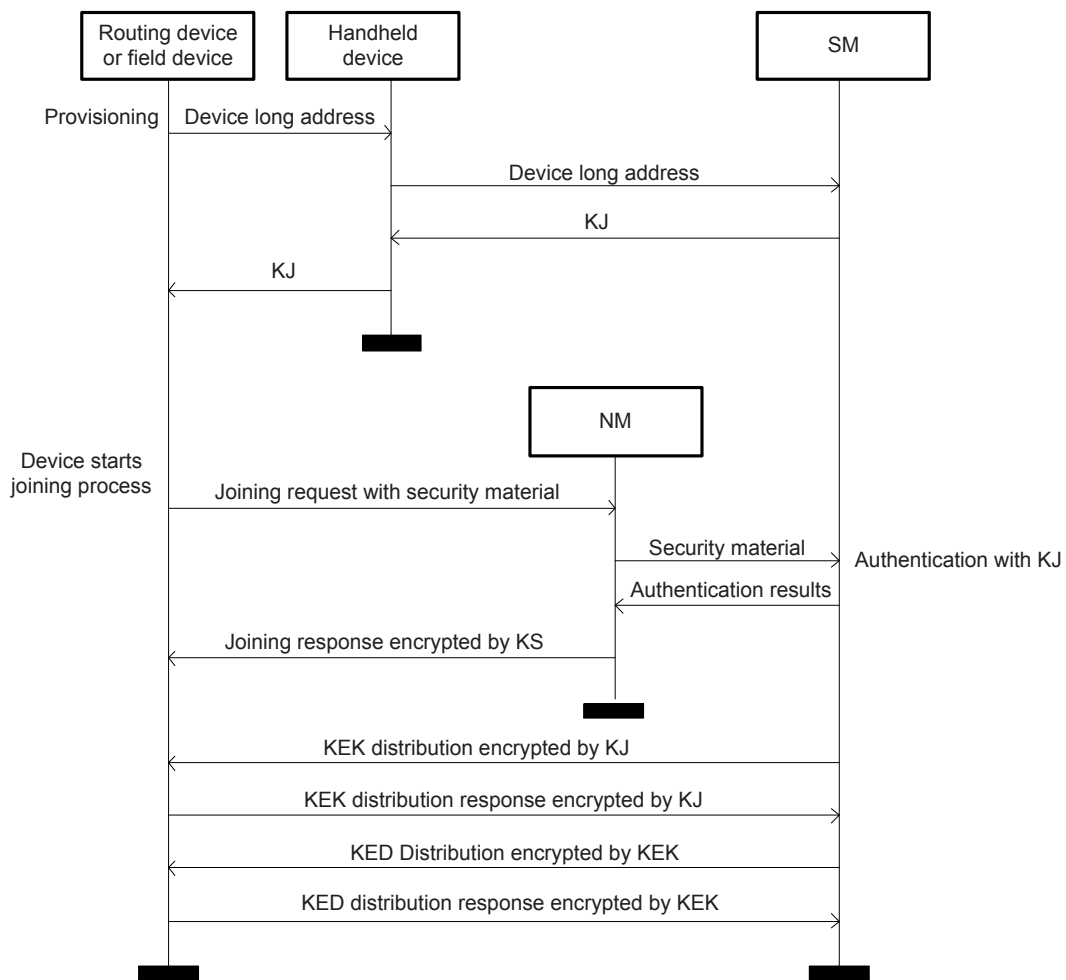 Routing device
or field device
Handheld
device
SM
Provisioning
Device long address
Device long address
KJ
KJ
NM
Device starts
joining process
Joining request with security material
Security material
Authentication with KJ
Authentication results
Joining response encrypted by KS
KEK distribution encrypted by KJ
KEK distribution response encrypted by KJ
KED Distribution encrypted by KEK
KED distribution response encrypted by KEK